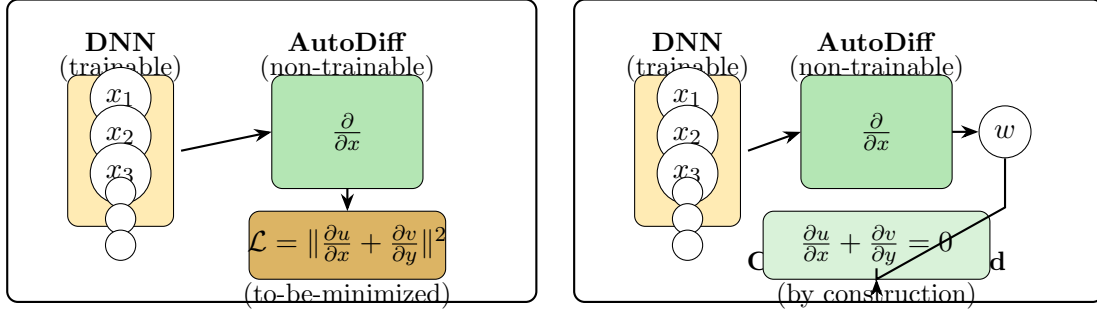 DNN
(trainable)
AutoDiff
(non-trainable)
x₁
x₂
x₃
∂/∂x
ℒ = ‖∂u/∂x + ∂v/∂y‖²
(to-be-minimized)
DNN
(trainable)
AutoDiff
(non-trainable)
x₁
x₂
x₃
∂/∂x
w
∂u/∂x + ∂v/∂y = 0
(by construction)